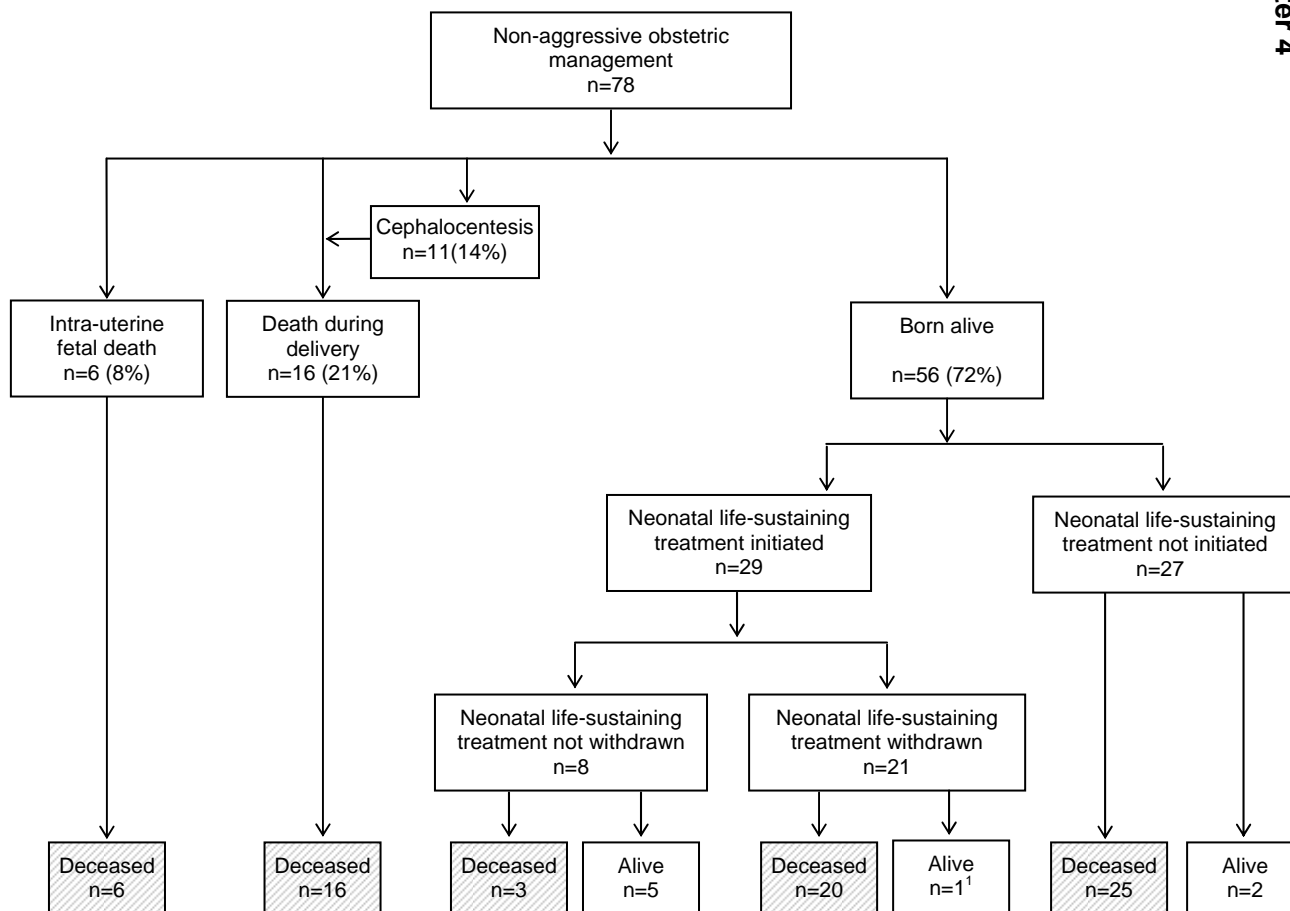 ter 4
Non-aggressive obstetric
management
n=78
Cephalocentesis
n=11(14%)
Intra-uterine
fetal death
n=6 (8%)
Death during
delivery
n=16 (21%)
Born alive
n=56 (72%)
Neonatal life-sustaining
treatment initiated
n=29
Neonatal life-sustaining
treatment not initiated
n=27
Neonatal life-sustaining
treatment not withdrawn
n=8
Neonatal life-sustaining
treatment withdrawn
n=21
Deceased
n=6
Deceased
n=16
Deceased
n=3
Alive
n=5
Deceased
n=20
Alive
n=1¹
Deceased
n=25
Alive
n=2